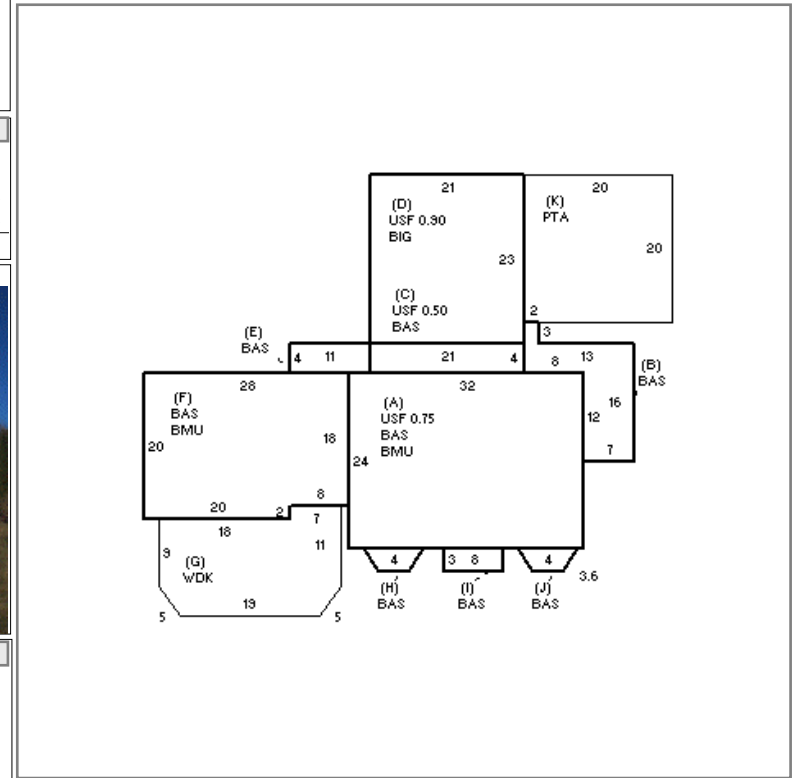 21
20
(D)
USF 0.90
BIG
(K)
PTA
23
20
(C)
USF 0.50
BAS
2
3
(E)
BAS
4
11
21
4
8
13
(B)
BAS
28
32
(F)
BAS
BMU
(A)
USF 0.75
BAS
BMU
20
18
24
12
16
7
8
20
2
7
18
11
9
(G)
WDK
4
3
8
4
3.6
(H)
BAS
(I)
BAS
(J)
BAS
19
5
5